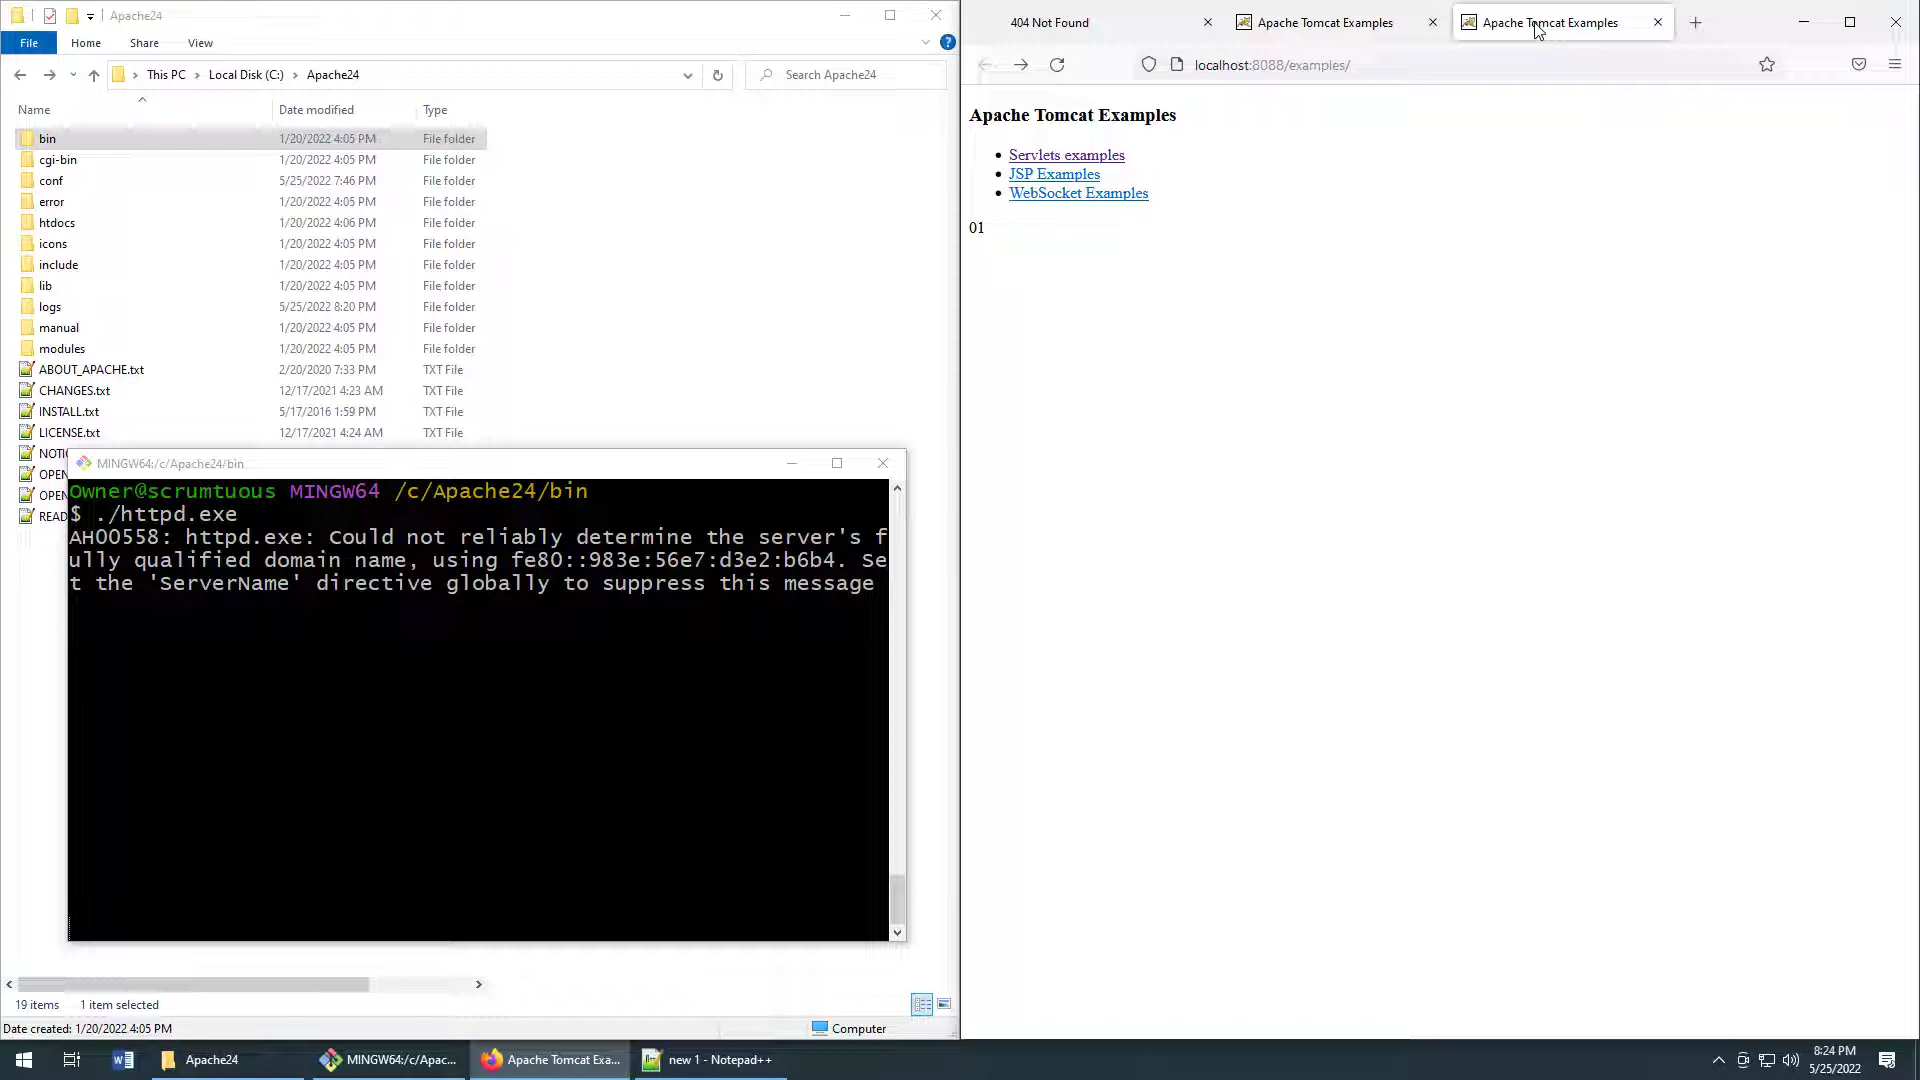 Apache24
File
Home
Share
View
This PC
Local Disk (C:)
Apache24
Search Apache24
Name
Date modified
Type
bin
1/20/2022 4:05 PM
File folder
cgi-bin
1/20/2022 4:05 PM
File folder
conf
5/25/2022 7:46 PM
File folder
error
1/20/2022 4:05 PM
File folder
htdocs
1/20/2022 4:06 PM
File folder
icons
1/20/2022 4:05 PM
File folder
include
1/20/2022 4:05 PM
File folder
lib
1/20/2022 4:05 PM
File folder
logs
5/25/2022 8:20 PM
File folder
manual
1/20/2022 4:05 PM
File folder
modules
1/20/2022 4:05 PM
File folder
ABOUT_APACHE.txt
2/20/2020 7:33 PM
TXT File
CHANGES.txt
12/17/2021 4:23 AM
TXT File
INSTALL.txt
5/17/2016 1:59 PM
TXT File
LICENSE.txt
12/17/2021 4:24 AM
TXT File
OPEN
OPEN
READ
MINGW64:/c/Apache24/bin
Owner@scrumtuous MINGW64 /c/Apache24/bin
$ ./httpd.exe
AH00558: httpd.exe: Could not reliably determine the server's f
ully qualified domain name, using fe80::983e:56e7:d3e2:b6b4. Se
t the 'ServerName' directive globally to suppress this message
19 items
1 item selected
Date created: 1/20/2022 4:05 PM
Computer
404 Not Found
Apache Tomcat Examples
Apache Tomcat Examples
localhost:8088/examples/
Apache Tomcat Examples
Servlets examples
JSP Examples
WebSocket Examples
01
Apache24
MINGW64:/c/Apac...
Apache Tomcat Exa...
new 1 - Notepad++
8:24 PM
5/25/2022